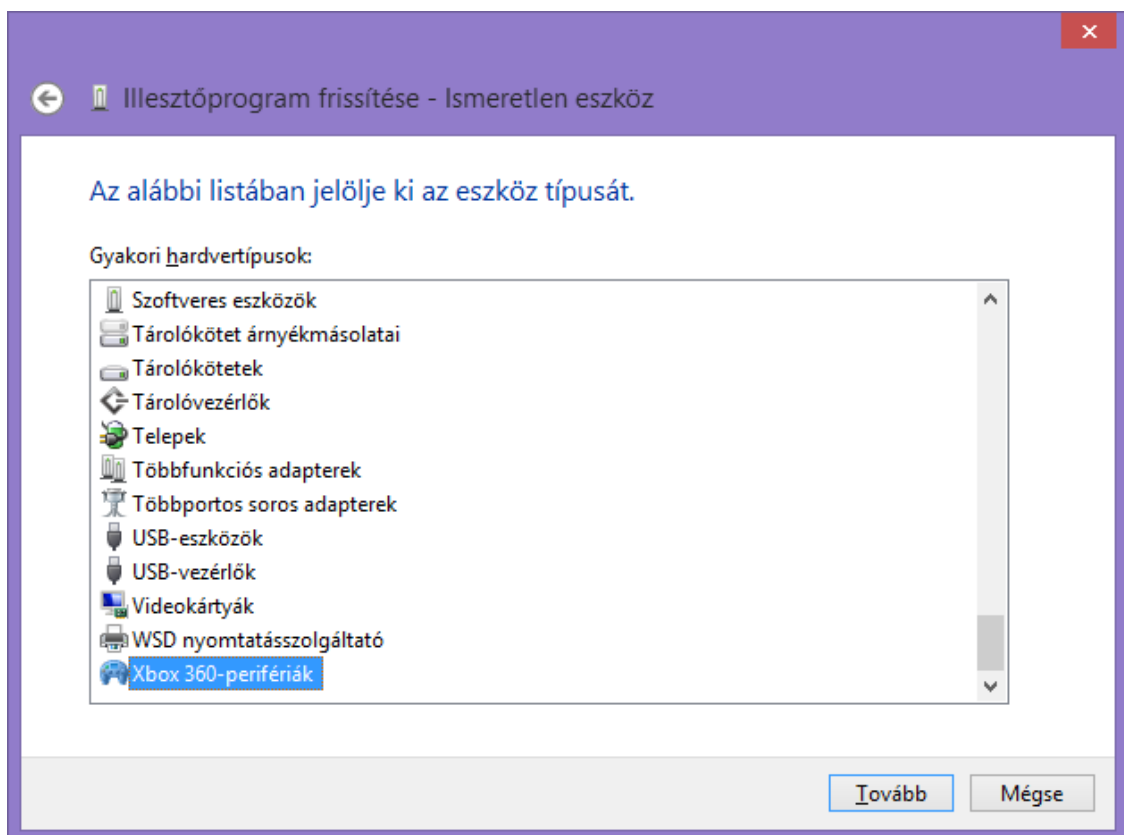 Illesztőprogram frissítése - Ismeretlen eszköz
Az alábbi listában jelölje ki az eszköz típusát.
Gyakori hardvertípusok:
Szoftveres eszközök
Tárolókötet árnyékmásolatai
Tárolókötetek
Tárolóvezérlők
Telepek
Többfunkciós adapterek
Többportos soros adapterek
USB-eszközök
USB-vezérlők
Videokártyák
WSD nyomtatásszolgáltató
Xbox 360-perifériák
Tovább Mégse